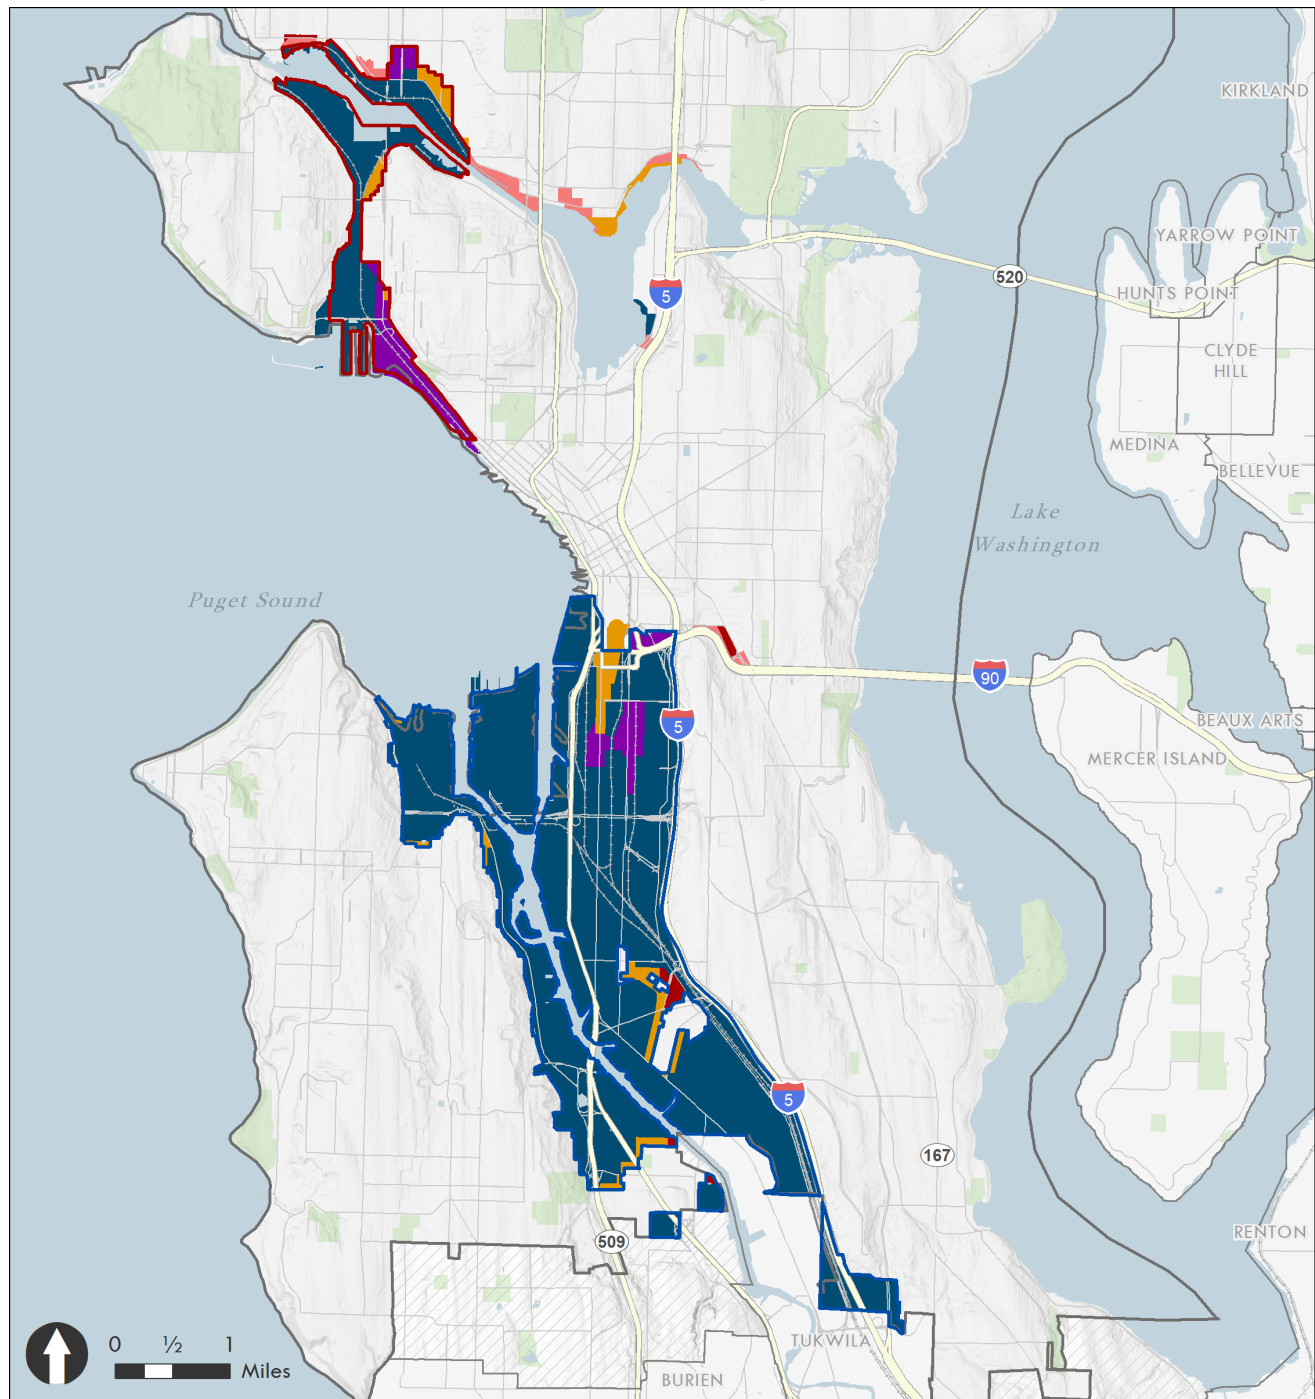 KIRKLAND
YARROW POINT
520
5
HUNTS POINT
CLYDE
HILL
MEDINA
BELLEVUE
Lake
Washington
Puget Sound
90
5
BEAUX ARTS
MERCER ISLAND
5
167
RENTON
509
0 ½ 1
Miles
TUKWILA
BURIEN